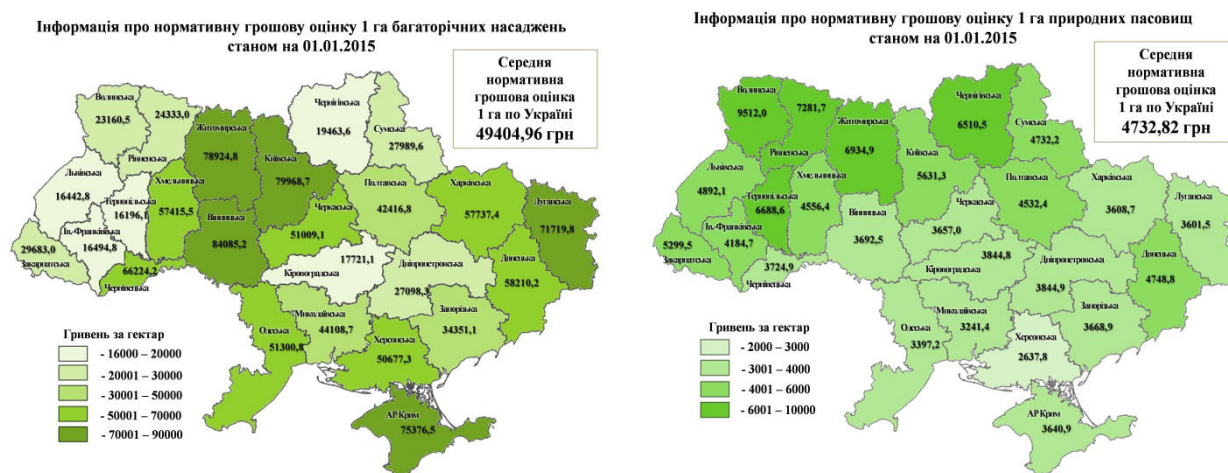 Інформація про нормативну грошову оцінку 1 га багаторічних насаджень
станом на 01.01.2015
Середня
нормативна
грошова оцінка
1 га по Україні
49404,96 грн
Волинська
23160,5
24333,0
Рівненська
Житомирська
78924,8
Київська
79968,7
Чернігівська
19463,6
Сумська
27989,6
Львівська
16442,8
Тернопільська
16196,1
Хмельницька
57415,5
Ів.-Франківська
16494,8
29683,0
Закарпатська
66224,2
Чернівецька
Вінницька
84085,2
Черкаська
51009,1
Полтавська
42416,8
Харківська
57737,4
Луганська
71719,8
Донецька
58210,2
17721,1
Кіровоградська
Дніпропетровська
27098,3
Запорізька
34351,1
Миколаївська
44108,7
Одеська
51300,8
Херсонська
50677,3
АР Крим
75376,5
Гривень за гектар
- 16000 – 20000
- 20001 – 30000
- 30001 – 50000
- 50001 – 70000
- 70001 – 90000
Інформація про нормативну грошову оцінку 1 га природних пасовищ
станом на 01.01.2015
Середня
нормативна
грошова оцінка
1 га по Україні
4732,82 грн
Волинська
9512,0
7281,7
Рівненська
Житомирська
6934,9
Київська
5631,3
Чернігівська
6510,5
Сумська
4732,2
Львівська
4892,1
Тернопільська
6688,6
Хмельницька
4556,4
Ів.-Франківська
4184,7
5299,5
Закарпатська
3724,9
Чернівецька
Вінницька
3692,5
Черкаська
3657,0
Полтавська
4532,4
Харківська
3608,7
Луганська
3601,5
Донецька
4748,8
3844,8
Кіровоградська
Дніпропетровська
3844,9
Запорізька
3668,9
Миколаївська
3241,4
Одеська
3397,2
Херсонська
2637,8
АР Крим
3640,9
Гривень за гектар
- 2000 – 3000
- 3001 – 4000
- 4001 – 6000
- 6001 – 10000